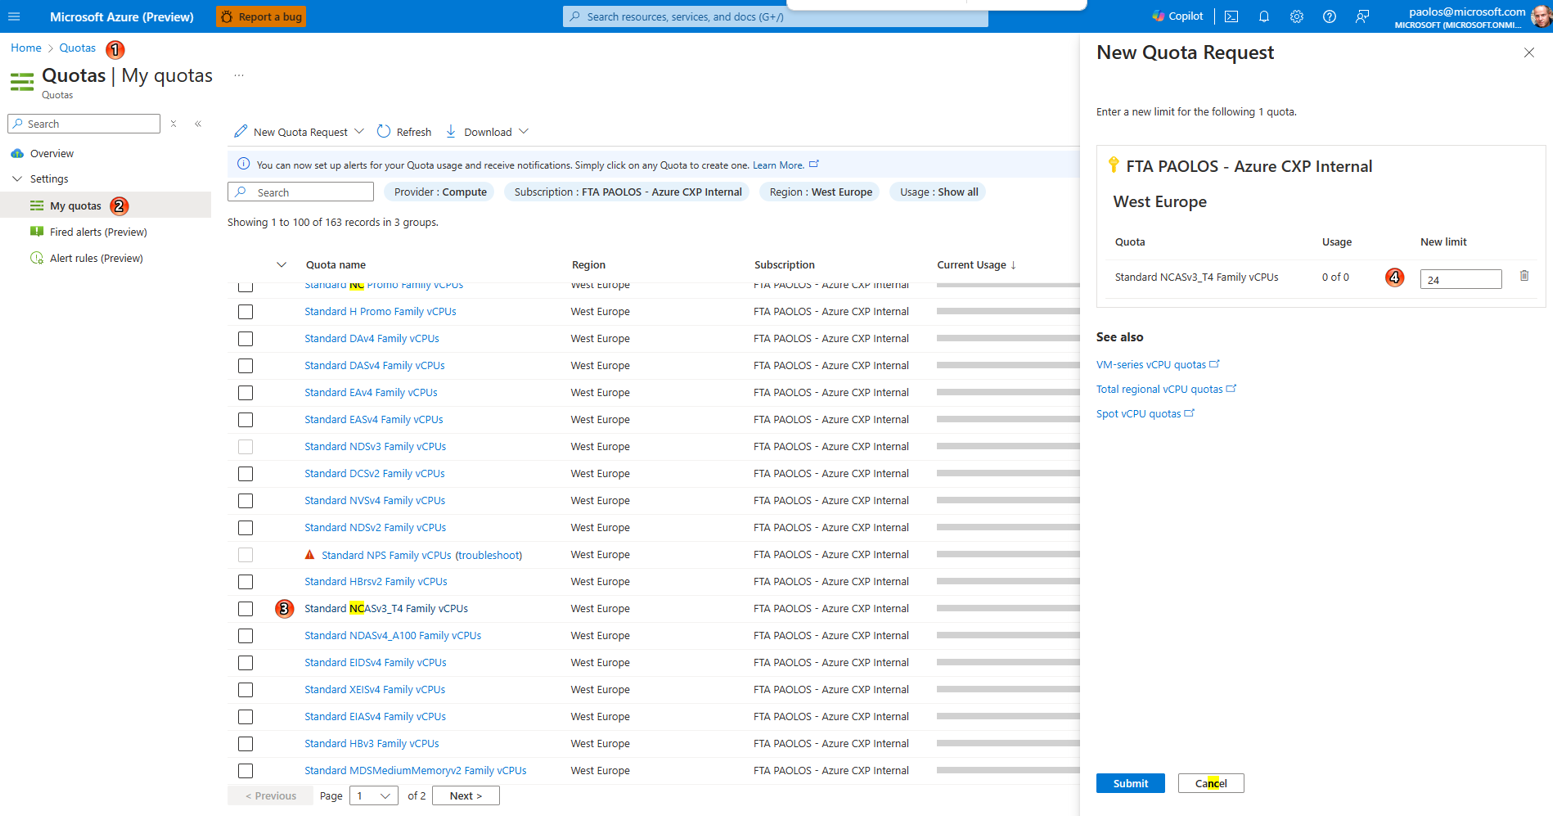 Microsoft Azure (Preview)
Report a bug
Search resources, services, and docs (G+/)
Copilot
paolos@microsoft.com
MICROSOFT (MICROSOFT.ONMI...
Home > Quotas
1
Quotas | My quotas ...
Quotas
Search
Overview
Settings
My quotas
2
Fired alerts (Preview)
Alert rules (Preview)
New Quota Request
Refresh
Download
You can now set up alerts for your Quota usage and receive notifications. Simply click on any Quota to create one. Learn More.
Search
Provider : Compute
Subscription : FTA PAOLOS - Azure CXP Internal
Region : West Europe
Usage : Show all
Showing 1 to 100 of 163 records in 3 groups.
Quota name Region Subscription Current Usage ↓
Standard NC Promo Family vCPUs West Europe FTA PAOLOS - Azure CXP Internal
Standard H Promo Family vCPUs West Europe FTA PAOLOS - Azure CXP Internal
Standard DAv4 Family vCPUs West Europe FTA PAOLOS - Azure CXP Internal
Standard DASv4 Family vCPUs West Europe FTA PAOLOS - Azure CXP Internal
Standard EAv4 Family vCPUs West Europe FTA PAOLOS - Azure CXP Internal
Standard EASv4 Family vCPUs West Europe FTA PAOLOS - Azure CXP Internal
Standard NDSv3 Family vCPUs West Europe FTA PAOLOS - Azure CXP Internal
Standard DCSv2 Family vCPUs West Europe FTA PAOLOS - Azure CXP Internal
Standard NVSv4 Family vCPUs West Europe FTA PAOLOS - Azure CXP Internal
Standard NDSv2 Family vCPUs West Europe FTA PAOLOS - Azure CXP Internal
Standard NPS Family vCPUs (troubleshoot) West Europe FTA PAOLOS - Azure CXP Internal
Standard HBrsv2 Family vCPUs West Europe FTA PAOLOS - Azure CXP Internal
3 Standard NCASv3_T4 Family vCPUs West Europe FTA PAOLOS - Azure CXP Internal
Standard NDASv4_A100 Family vCPUs West Europe FTA PAOLOS - Azure CXP Internal
Standard EIDSv4 Family vCPUs West Europe FTA PAOLOS - Azure CXP Internal
Standard XEISv4 Family vCPUs West Europe FTA PAOLOS - Azure CXP Internal
Standard EIASv4 Family vCPUs West Europe FTA PAOLOS - Azure CXP Internal
Standard HBv3 Family vCPUs West Europe FTA PAOLOS - Azure CXP Internal
Standard MDSMediumMemoryv2 Family vCPUs West Europe FTA PAOLOS - Azure CXP Internal
< Previous Page 1 of 2 Next >
New Quota Request
Enter a new limit for the following 1 quota.
FTA PAOLOS - Azure CXP Internal
West Europe
Quota Usage New limit
Standard NCASv3_T4 Family vCPUs 0 of 0 4 24
See also
VM-series vCPU quotas
Total regional vCPU quotas
Spot vCPU quotas
Submit
Cancel